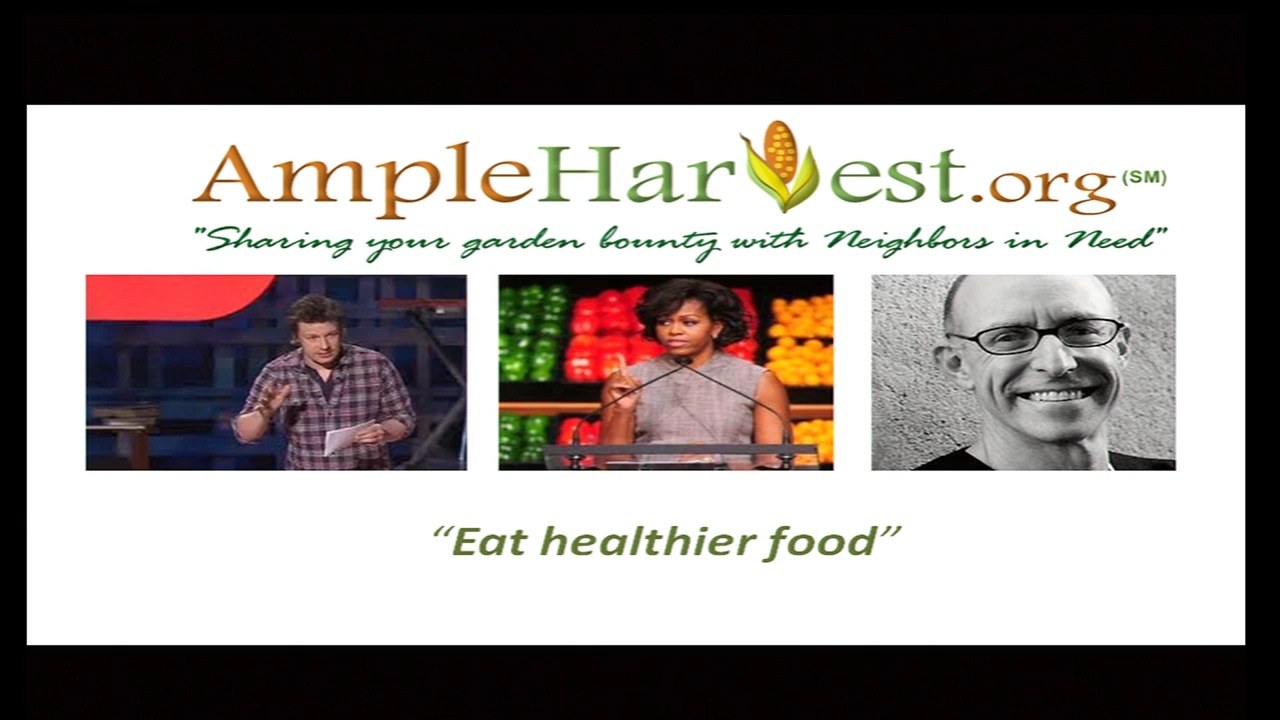 AmpleHarvest.org(SM)
"Sharing your garden bounty with Neighbors in Need"
“Eat healthier food”